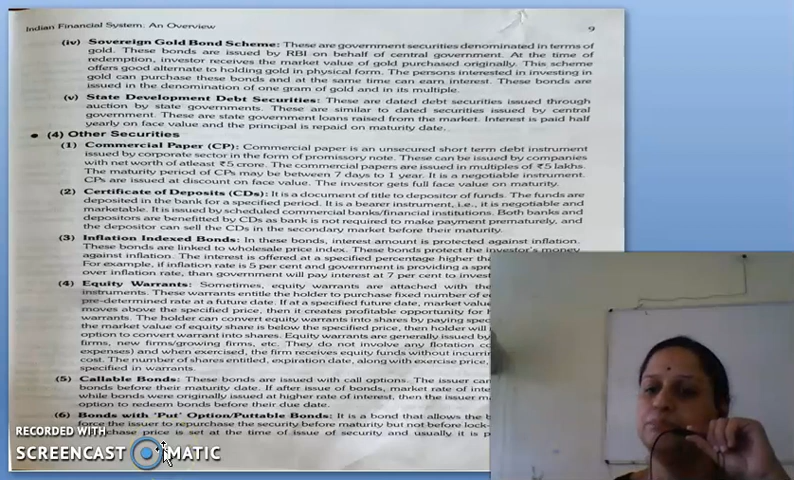 Indian Financial System: An Overview
9
(iv) Sovereign Gold Bond Scheme: These are government securities denominated in terms of
gold. These bonds are issued by RBI on behalf of central government. At the time of
redemption, investor receives the market value of gold purchased originally. This scheme
offers good alternate to holding gold in physical form. The persons interested in investing in
gold can purchase these bonds and at the same time can earn interest. These bonds are
issued in the denomination of one gram of gold and in its multiple.
(v) State Development Debt Securities: These are dated debt securities issued through
auction by state governments. These are similar to dated securities issued by central
government. These are state government loans raised from the market. Interest is paid half
yearly on face value and the principal is repaid on maturity date.
• (4) Other Securities
(1) Commercial Paper (CP): Commercial paper is an unsecured short term debt instrument
issued by corporate sector in the form of promissory note. These can be issued by companies
with net worth of atleast ₹5 crore. The commercial papers are issued in multiples of ₹5 lakhs.
The maturity period of CPs may be between 7 days to 1 year. It is a negotiable instrument.
CPs are issued at discount on face value. The investor gets full face value on maturity.
(2) Certificate of Deposits (CDs): It is a document of title to depositor of funds. The funds are
deposited in the bank for a specified period. It is a bearer instrument, i.e., it is negotiable and
marketable. It is issued by scheduled commercial banks/financial institutions. Both banks and
depositors are benefitted by CDs as bank is not required to make payment prematurely, and
the depositor can sell the CDs in the secondary market before their maturity.
(3) Inflation Indexed Bonds: In these bonds, interest amount is protected against inflation.
These bonds are linked to wholesale price index. These bonds protect the investor's money
against inflation. The interest is offered at a specified percentage higher tha
For example, if inflation rate is 5 per cent and government is providing a spr
over inflation rate, than government will pay interest at 7 per cent to invest
(4) Equity Warrants: Sometimes, equity warrants are attached with the
instruments. These warrants entitle the holder to purchase fixed number of e
pre-determined rate at a future date. If at a specified future date, market value
moves above the specified price, then it creates profitable opportunity for h
warrants. The holder can convert equity warrants into shares by paying spec
the market value of equity share is below the specified price, then holder will
option to convert warrant into shares. Equity warrants are generally issued by
firms, new firms/growing firms, etc. They do not involve any flotation co
expenses) and when exercised, the firm receives equity funds without incurrin
cost. The number of shares entitled, expiration date, along with exercise price,
specified in warrants.
(5) Callable Bonds: These bonds are issued with call options. The issuer can
bonds before their maturity date. If after issue of bonds, market rate of inte
while bonds were originally issued at higher rate of interest, then the issuer ma
option to redeem bonds before their due date.
(6) Bonds with 'Put' Option/Puttable Bonds: It is a bond that allows the b
force the issuer to repurchase the security before maturity but not before lock-
purchase price is set at the time of issue of security and usually it is p
RECORDED WITH
SCREENCAST MATIC